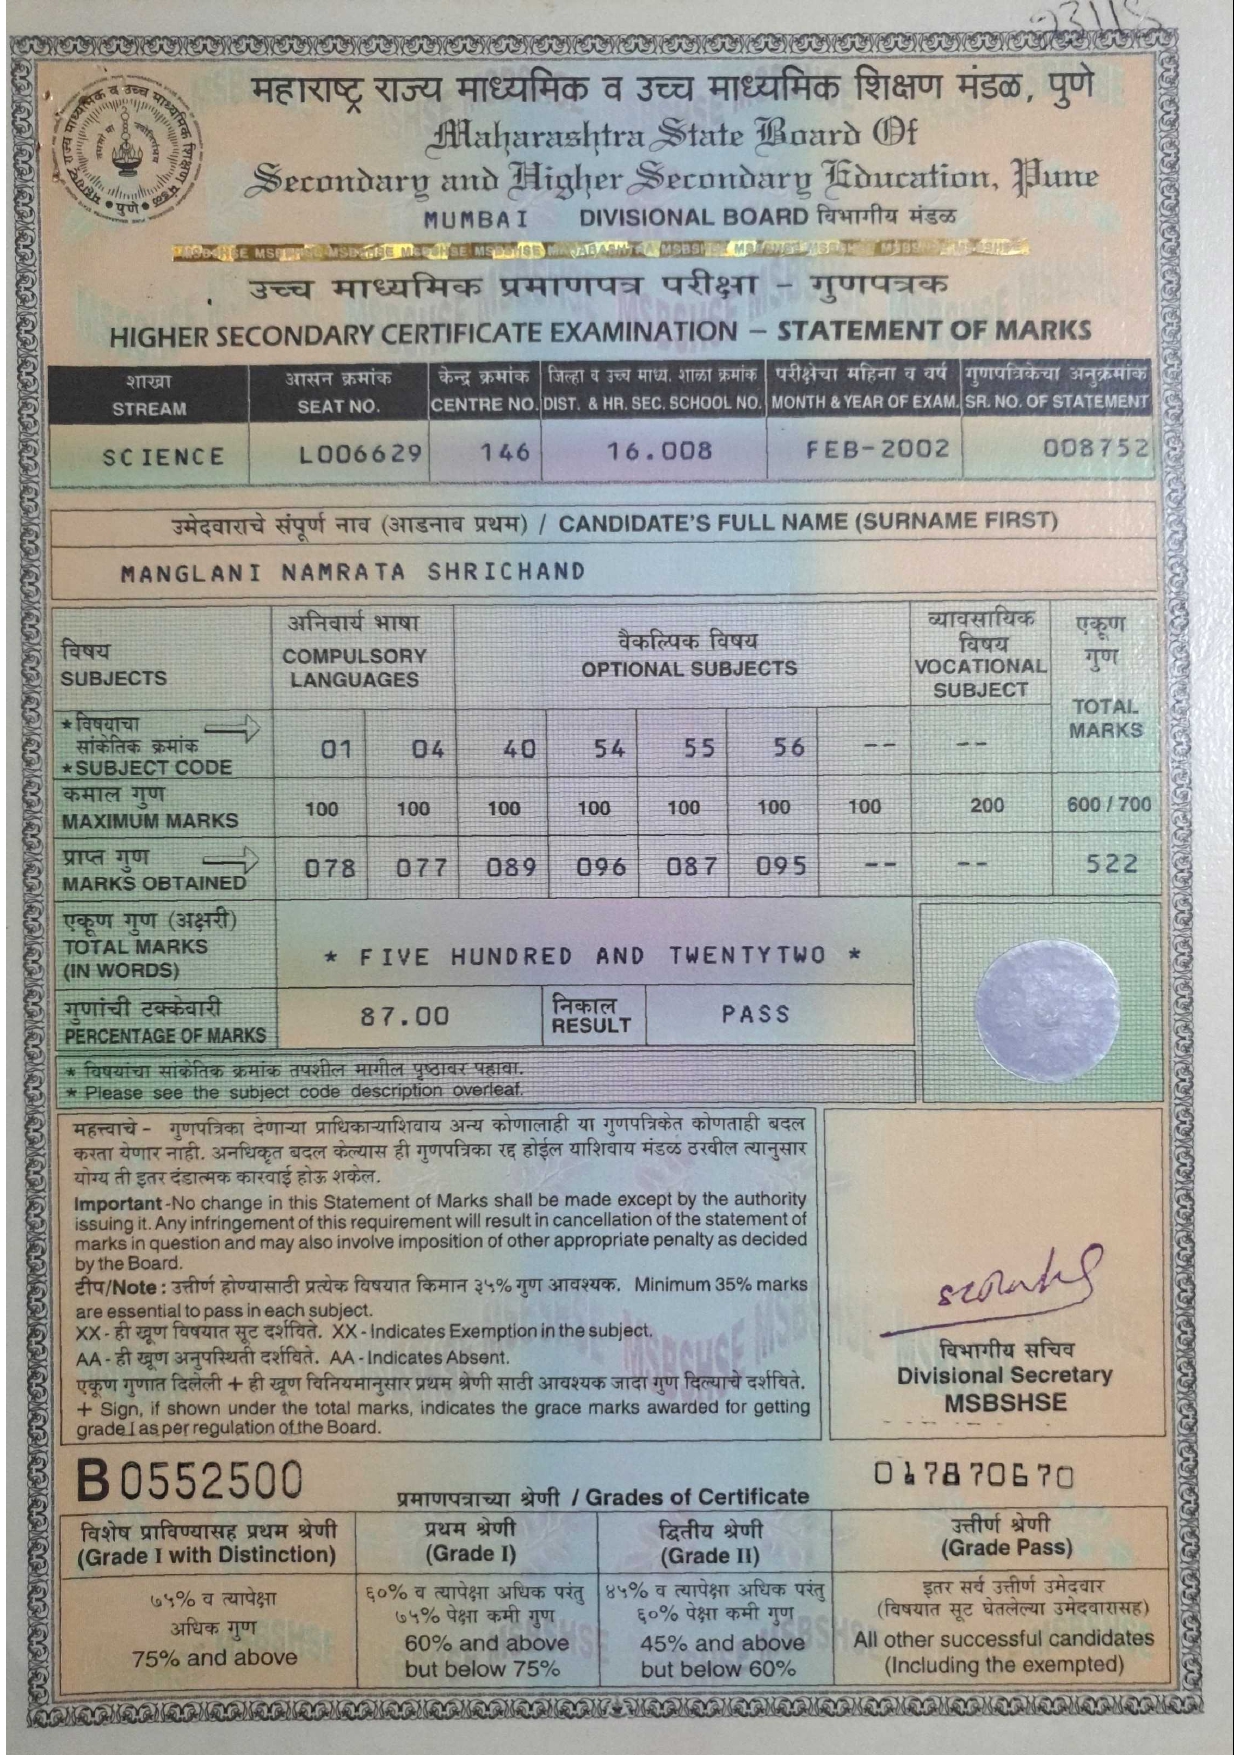 23115
महाराष्ट्र राज्य माध्यमिक व उच्च माध्यमिक शिक्षण मंडळ, पुणे
Maharashtra State Board Of
Secondary and Higher Secondary Education, Pune
MUMBAI DIVISIONAL BOARD विभागीय मंडळ
उच्च माध्यमिक प्रमाणपत्र परीक्षा - गुणपत्रक
HIGHER SECONDARY CERTIFICATE EXAMINATION – STATEMENT OF MARKS
शाखा आसन क्रमांक केन्द्र क्रमांक जिल्हा व उच्च माध्य. शाळा क्रमांक परीक्षेचा महिना व वर्ष गुणपत्रिकेचा अनुक्रमांक
STREAM SEAT NO. CENTRE NO. DIST. & HR. SEC. SCHOOL NO. MONTH & YEAR OF EXAM. SR. NO. OF STATEMENT
SCIENCE L006629 146 16.008 FEB-2002 008752
उमेदवाराचे संपूर्ण नाव (आडनाव प्रथम) / CANDIDATE'S FULL NAME (SURNAME FIRST)
MANGLANI NAMRATA SHRICHAND
विषय
SUBJECTS
अनिवार्य भाषा
COMPULSORY
LANGUAGES
वैकल्पिक विषय
OPTIONAL SUBJECTS
व्यावसायिक
विषय
VOCATIONAL
SUBJECT
एकूण
गुण
TOTAL
MARKS
* विषयाचा
सांकेतिक क्रमांक
* SUBJECT CODE
01 04 40 54 55 56 -- --
कमाल गुण
MAXIMUM MARKS
100 100 100 100 100 100 100 200 600 / 700
प्राप्त गुण
MARKS OBTAINED
078 077 089 096 087 095 -- -- 522
एकूण गुण (अक्षरी)
TOTAL MARKS
(IN WORDS)
* FIVE HUNDRED AND TWENTYTWO *
गुणांची टक्केवारी
PERCENTAGE OF MARKS
87.00
निकाल
RESULT
PASS
* विषयांचा सांकेतिक क्रमांक तपशील मागील पृष्ठावर पहावा.
* Please see the subject code description overleaf.
महत्त्वाचे - गुणपत्रिका देणाऱ्या प्राधिकाऱ्याशिवाय अन्य कोणालाही या गुणपत्रिकेत कोणताही बदल
करता येणार नाही. अनधिकृत बदल केल्यास ही गुणपत्रिका रद्द होईल याशिवाय मंडळ ठरवील त्यानुसार
योग्य ती इतर दंडात्मक कारवाई होऊ शकेल.
Important - No change in this Statement of Marks shall be made except by the authority
issuing it. Any infringement of this requirement will result in cancellation of the statement of
marks in question and may also involve imposition of other appropriate penalty as decided
by the Board.
टीप/Note : उत्तीर्ण होण्यासाठी प्रत्येक विषयात किमान ३५% गुण आवश्यक. Minimum 35% marks
are essential to pass in each subject.
XX - ही खूण विषयात सूट दर्शविते. XX - Indicates Exemption in the subject.
AA - ही खूण अनुपस्थिती दर्शविते. AA - Indicates Absent.
एकूण गुणात दिलेली + ही खूण विनियमानुसार प्रथम श्रेणी साठी आवश्यक जादा गुण दिल्याचे दर्शविते.
+ Sign, if shown under the total marks, indicates the grace marks awarded for getting
grade I as per regulation of the Board.
विभागीय सचिव
Divisional Secretary
MSBSHSE
B 0552500
017870670
प्रमाणपत्राच्या श्रेणी / Grades of Certificate
विशेष प्राविण्यासह प्रथम श्रेणी
(Grade I with Distinction)
प्रथम श्रेणी
(Grade I)
द्वितीय श्रेणी
(Grade II)
उत्तीर्ण श्रेणी
(Grade Pass)
७५% व त्यापेक्षा
अधिक गुण
75% and above
६०% व त्यापेक्षा अधिक परंतु
७५% पेक्षा कमी गुण
60% and above
but below 75%
४५% व त्यापेक्षा अधिक परंतु
६०% पेक्षा कमी गुण
45% and above
but below 60%
इतर सर्व उत्तीर्ण उमेदवार
(विषयात सूट घेतलेल्या उमेदवारासह)
All other successful candidates
(Including the exempted)